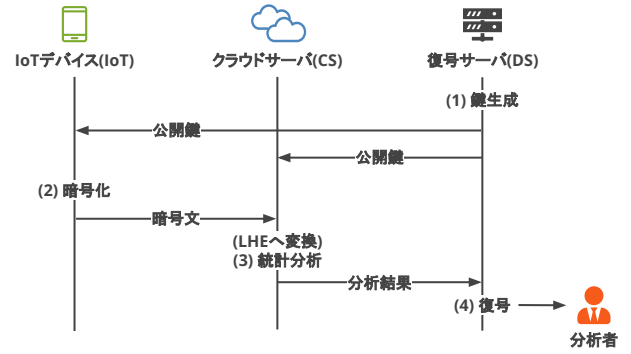 IoTデバイス(IoT)
クラウドサーバ(CS)
復号サーバ(DS)
(1) 鍵生成
公開鍵
公開鍵
(2) 暗号化
暗号文
(LHEへ変換)
(3) 統計分析
分析結果
(4) 復号
分析者